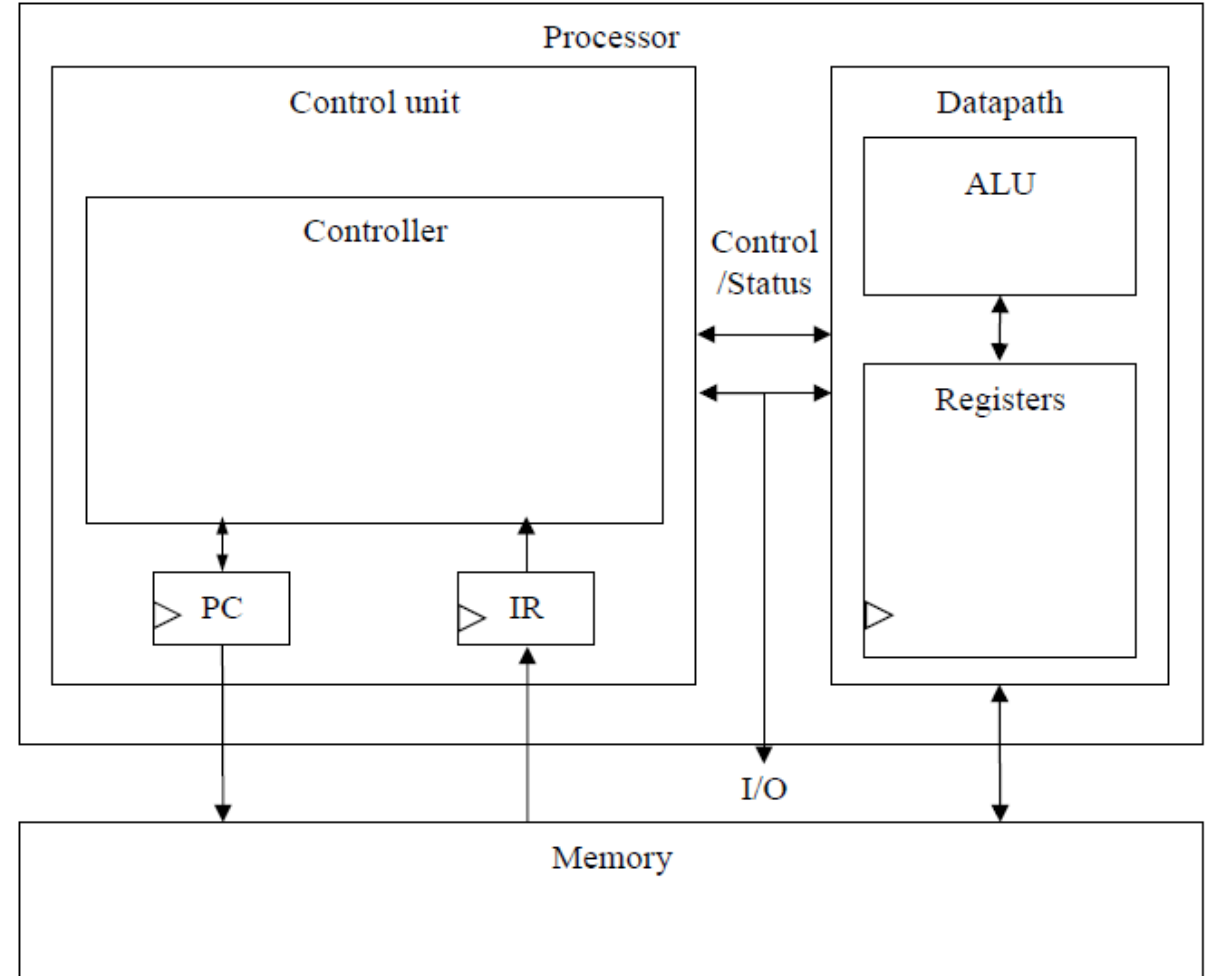 Processor
Control unit
Datapath
ALU
Controller
Control
/Status
Registers
PC
IR
I/O
Memory